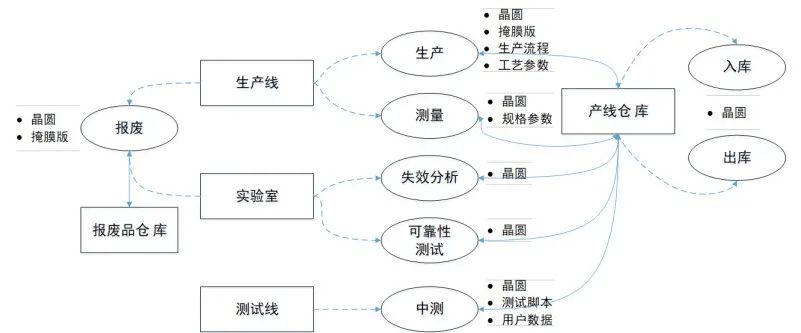 晶圆
掩膜版
生产流程
工艺参数
生产
入库
生产线
产线仓库
晶圆
掩膜版
报废
测量
晶圆
规格参数
晶圆
出库
实验室
失效分析
晶圆
报废品仓库
可靠性
测试
晶圆
测试线
中测
晶圆
测试脚本
用户数据